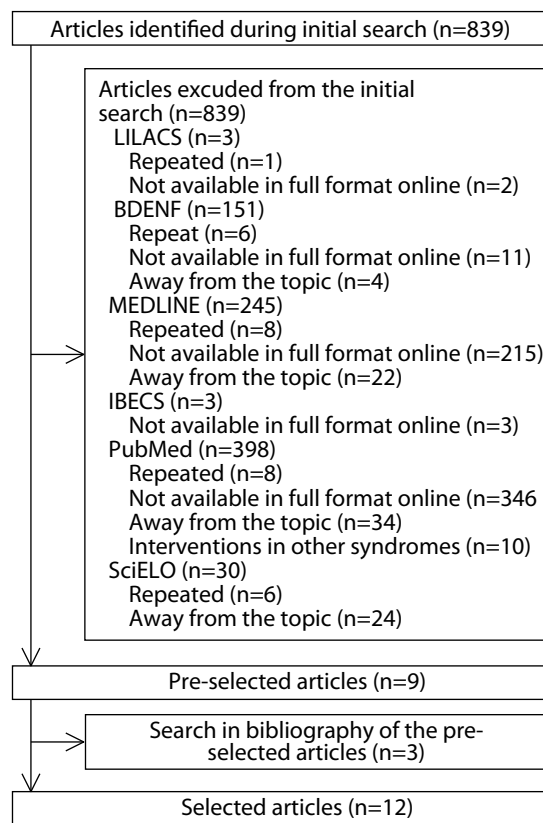 Articles identified during initial search (n=839)
Articles excuded from the initial
search (n=839)
LILACS (n=3)
Repeated (n=1)
Not available in full format online (n=2)
BDENF (n=151)
Repeat (n=6)
Not available in full format online (n=11)
Away from the topic (n=4)
MEDLINE (n=245)
Repeated (n=8)
Not available in full format online (n=215)
Away from the topic (n=22)
IBECS (n=3)
Not available in full format online (n=3)
PubMed (n=398)
Repeated (n=8)
Not available in full format online (n=346
Away from the topic (n=34)
Interventions in other syndromes (n=10)
SciELO (n=30)
Repeated (n=6)
Away from the topic (n=24)
Pre-selected articles (n=9)
Search in bibliography of the pre-
selected articles (n=3)
Selected articles (n=12)